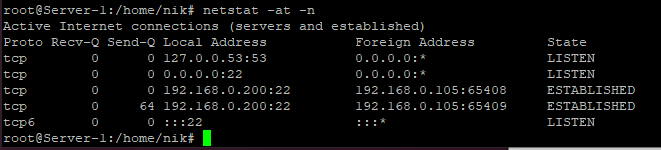 root@Server-1:/home/nik# netstat -at -n
Active Internet connections (servers and established)
Proto Recv-Q Send-Q Local Address           Foreign Address         State
tcp        0      0 127.0.0.53:53           0.0.0.0:*               LISTEN
tcp        0      0 0.0.0.0:22              0.0.0.0:*               LISTEN
tcp        0      0 192.168.0.200:22        192.168.0.105:65408     ESTABLISHED
tcp        0     64 192.168.0.200:22        192.168.0.105:65409     ESTABLISHED
tcp6       0      0 :::22                   :::*                    LISTEN
root@Server-1:/home/nik#